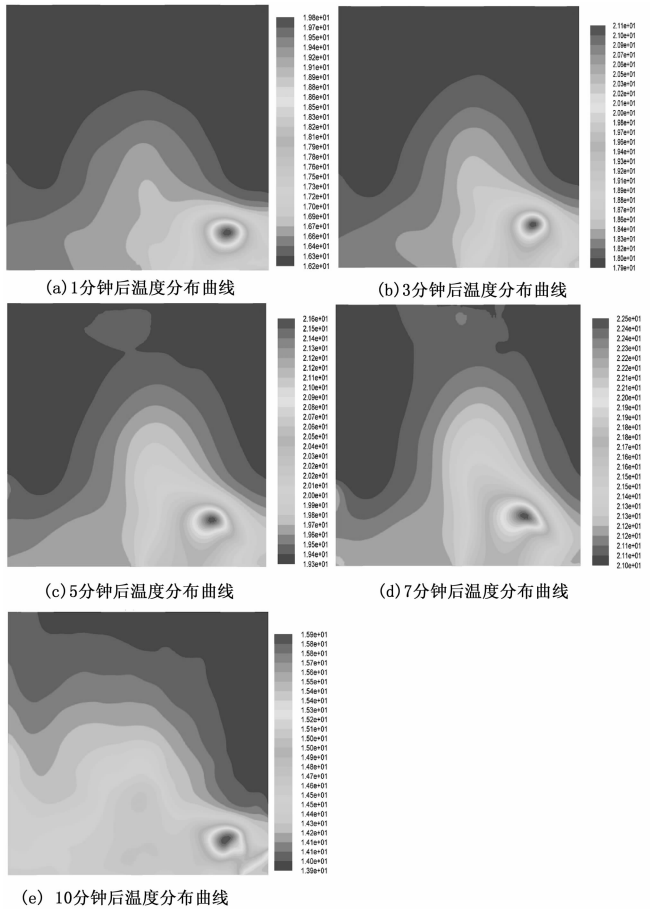 1.98e+01
1.97e+01
1.95e+01
1.94e+01
1.92e+01
1.91e+01
1.89e+01
1.88e+01
1.86e+01
1.85e+01
1.83e+01
1.82e+01
1.79e+01
1.78e+01
1.76e+01
1.75e+01
1.73e+01
1.72e+01
1.70e+01
1.69e+01
1.67e+01
1.66e+01
1.64e+01
1.63e+01
1.62e+01
(a)1分钟后温度分布曲线
2.11e+01
2.10e+01
2.09e+01
2.07e+01
2.06e+01
2.05e+01
2.03e+01
2.02e+01
2.01e+01
2.00e+01
1.98e+01
1.97e+01
1.95e+01
1.94e+01
1.93e+01
1.92e+01
1.91e+01
1.89e+01
1.88e+01
1.87e+01
1.85e+01
1.84e+01
1.83e+01
1.82e+01
1.80e+01
1.79e+01
(b)3分钟后温度分布曲线
2.16e+01
2.15e+01
2.14e+01
2.13e+01
2.12e+01
2.12e+01
2.11e+01
2.10e+01
2.09e+01
2.08e+01
2.07e+01
2.06e+01
2.05e+01
2.04e+01
2.03e+01
2.02e+01
2.02e+01
2.01e+01
2.00e+01
1.99e+01
1.98e+01
1.97e+01
1.96e+01
1.95e+01
1.94e+01
1.93e+01
(c)5分钟后温度分布曲线
2.25e+01
2.24e+01
2.24e+01
2.23e+01
2.22e+01
2.22e+01
2.21e+01
2.21e+01
2.20e+01
2.19e+01
2.19e+01
2.18e+01
2.18e+01
2.17e+01
2.16e+01
2.16e+01
2.15e+01
2.15e+01
2.14e+01
2.13e+01
2.12e+01
2.12e+01
2.11e+01
2.11e+01
2.10e+01
(d)7分钟后温度分布曲线
1.59e+01
1.58e+01
1.58e+01
1.57e+01
1.56e+01
1.55e+01
1.54e+01
1.54e+01
1.53e+01
1.52e+01
1.51e+01
1.50e+01
1.50e+01
1.49e+01
1.48e+01
1.47e+01
1.46e+01
1.45e+01
1.45e+01
1.44e+01
1.43e+01
1.42e+01
1.41e+01
1.41e+01
1.40e+01
1.39e+01
(e) 10分钟后温度分布曲线